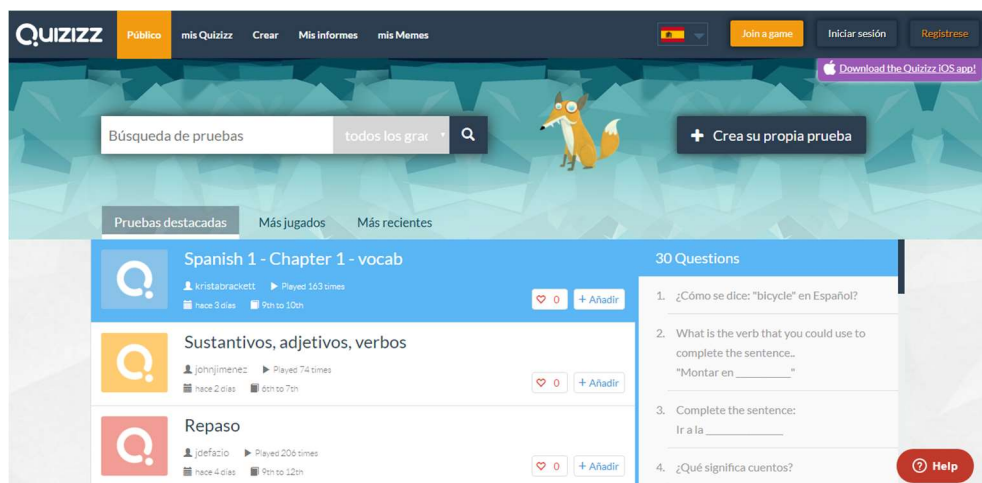 QUIZIZZ
Público
mis Quizizz
Crear
Mis informes
mis Memes
Join a game
Iniciar sesión
Regístrese
Download the Quizizz iOS app!
Búsqueda de pruebas
todos los grac
+ Crea su propia prueba
Pruebas destacadas
Más jugados
Más recientes
Spanish 1 - Chapter 1 - vocab
kristabrackett Played 163 times
hace 3 días 9th to 10th
0 + Añadir
Sustantivos, adjetivos, verbos
johnjimenez Played 74 times
hace 2 días 6th to 7th
0 + Añadir
Repaso
jdefazio Played 206 times
hace 4 días 9th to 12th
0 + Añadir
30 Questions
1. ¿Cómo se dice: "bicycle" en Español?
2. What is the verb that you could use to
complete the sentence..
"Montar en __________"
3. Complete the sentence:
Ir a la ______________
4. ¿Qué significa cuentos?
Help